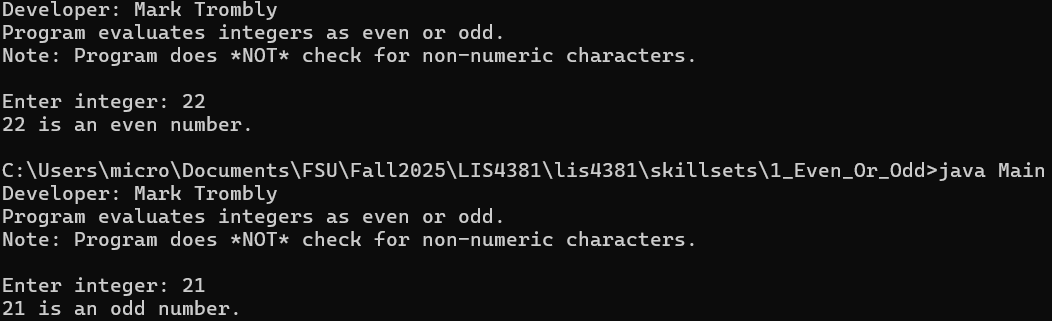 Developer: Mark Trombly
Program evaluates integers as even or odd.
Note: Program does *NOT* check for non-numeric characters.

Enter integer: 22
22 is an even number.

C:\Users\micro\Documents\FSU\Fall2025\LIS4381\lis4381\skillsets\1_Even_Or_Odd>java Main
Developer: Mark Trombly
Program evaluates integers as even or odd.
Note: Program does *NOT* check for non-numeric characters.

Enter integer: 21
21 is an odd number.